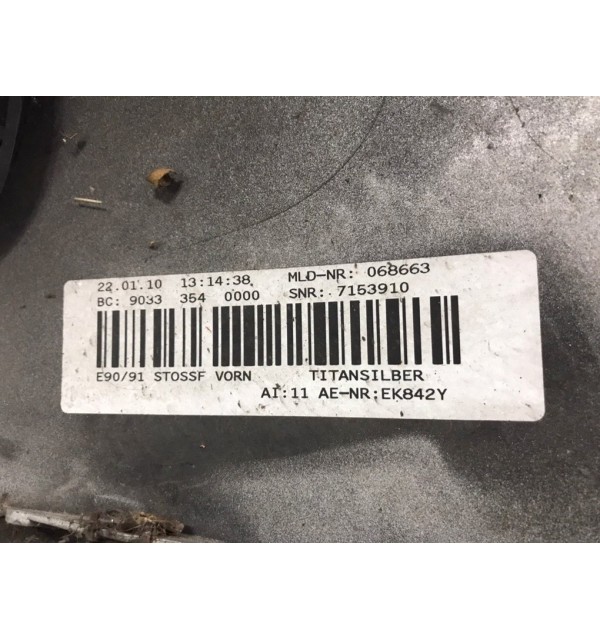 22.01.10 13:14:38 MLD-NR: 068663
BC: 9033 354 0000 SNR: 7153910
E90/91 STOSSF VORN TITANSILBER
AI:11 AE-NR:EK842Y